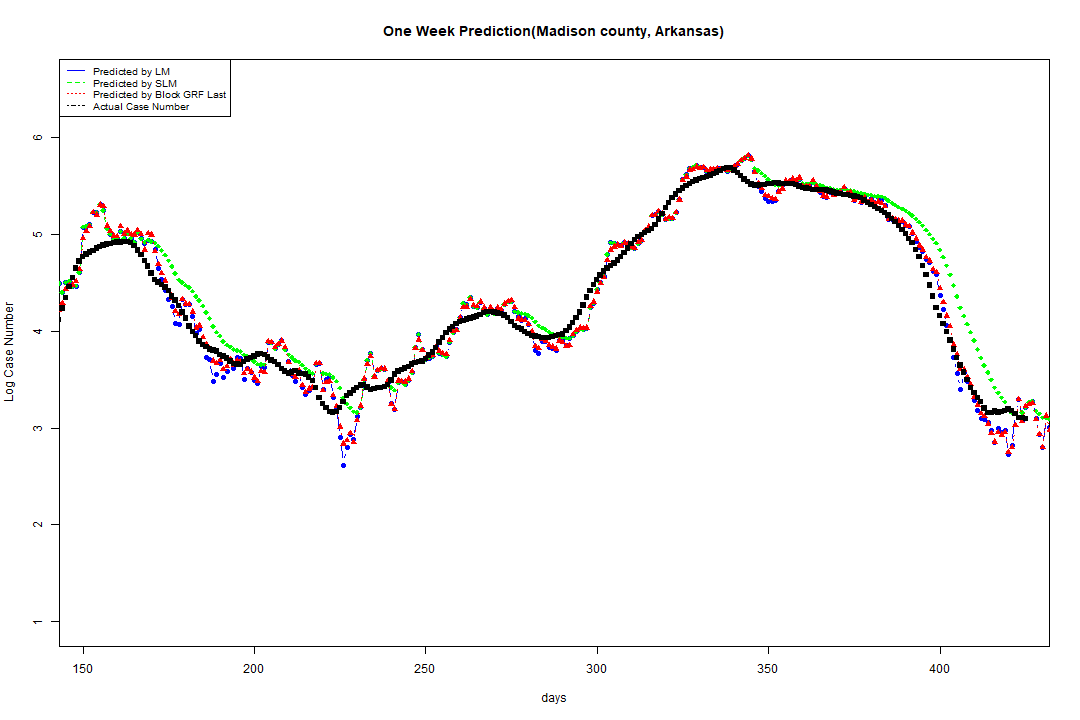 One Week Prediction(Madison county, Arkansas)
Predicted by LM
Predicted by SLM
Predicted by Block GRF Last
Actual Case Number
6
5
4
3
2
1
Log Case Number
150 200 250 300 350 400
days